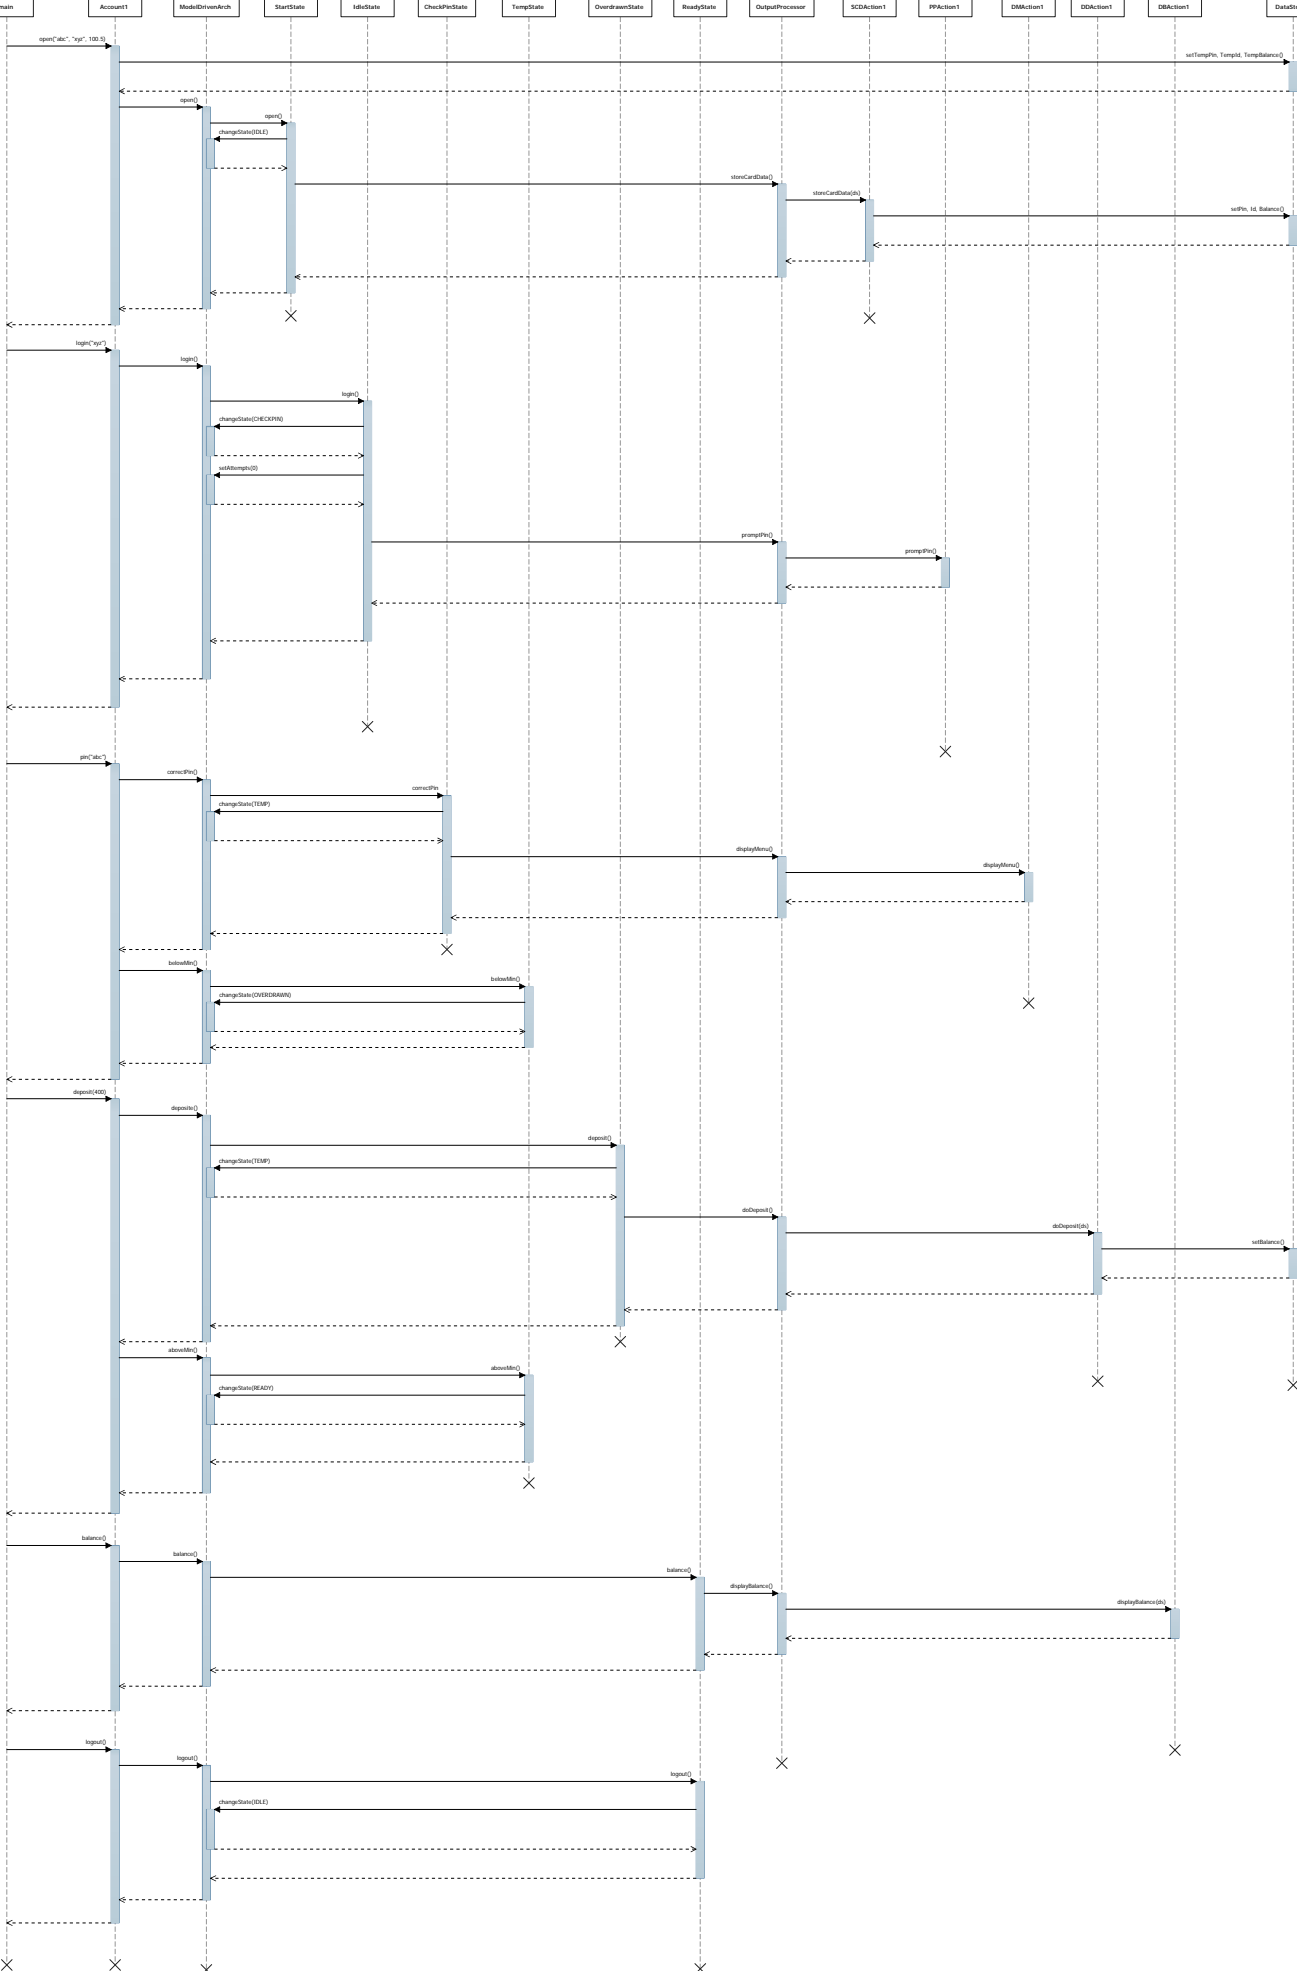 main Account1 ModelDrivenArch StartState IdleState CheckPinState TempState OverdrawnState ReadyState OutputProcessor SCDAction1 PPAction1 DMAction1 DDAction1 DBAction1 DataSto
open("abc", "xyz", 100.5)
setTempPin, TempId, TempBalance()
open()
open()
changeState(IDLE)
storeCardData()
storeCardData(ds)
setPin, Id, Balance()
login("xyz")
login()
login()
changeState(CHECKPIN)
setAttempts(0)
promptPin()
promptPin()
pin("abc")
correctPin()
correctPin
changeState(TEMP)
displayMenu()
displayMenu()
belowMin()
belowMin()
changeState(OVERDRAWN)
deposit(400)
deposite()
deposit()
changeState(TEMP)
doDeposit()
doDeposit(ds)
setBalance()
aboveMin()
aboveMin()
changeState(READY)
balance()
balance()
balance()
displayBalance()
displayBalance(ds)
logout()
logout()
logout()
changeState(IDLE)